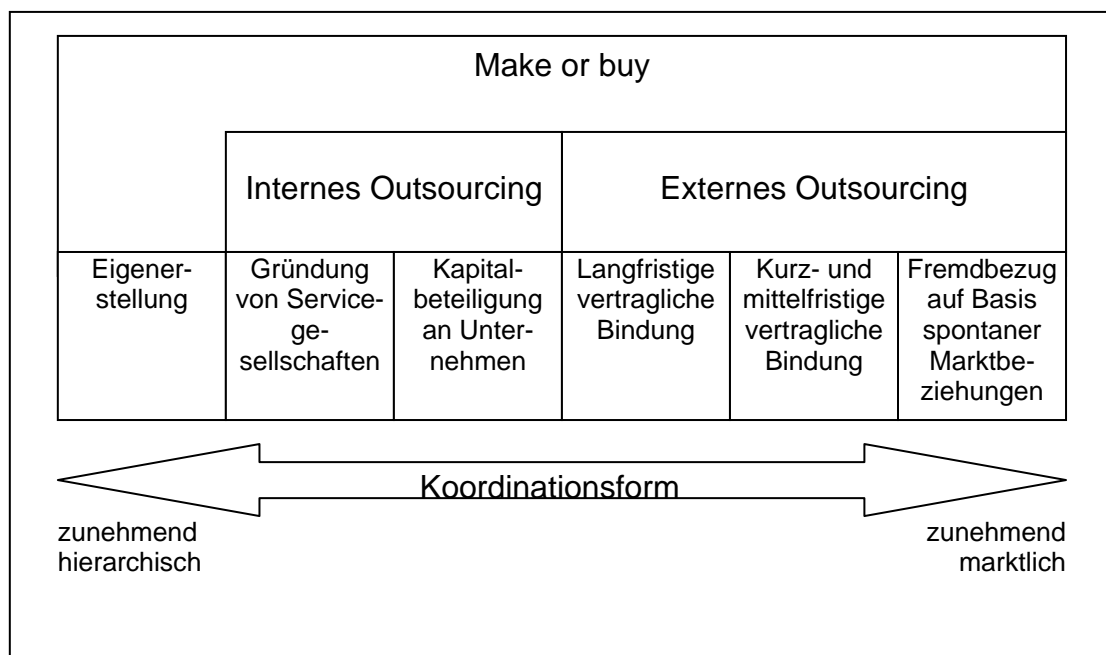 Make or buy
Internes Outsourcing
Externes Outsourcing
Eigener-
stellung
Gründung
von Service-
ge-
sellschaften
Kapital-
beteiligung
an Unter-
nehmen
Langfristige
vertragliche
Bindung
Kurz- und
mittelfristige
vertragliche
Bindung
Fremdbezug
auf Basis
spontaner
Marktbe-
ziehungen
Koordinationsform
zunehmend
hierarchisch
zunehmend
marktlich